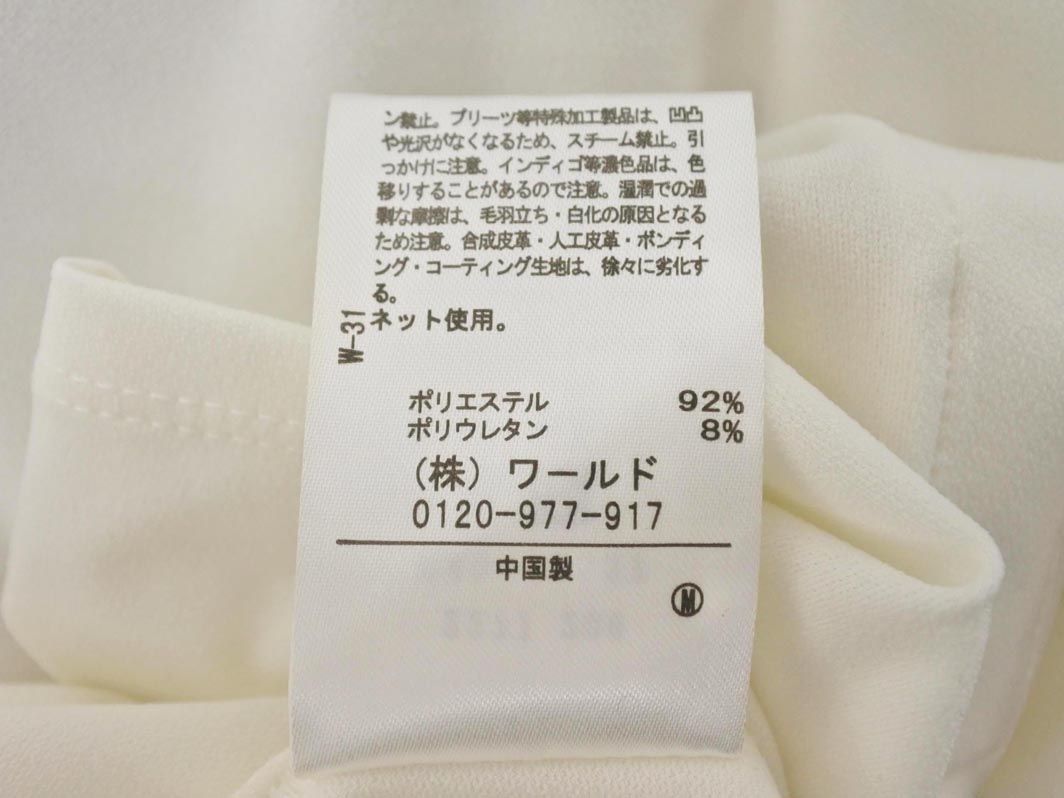 ン禁止。プリーツ等特殊加工製品は、凹凸
や光沢がなくなるため、スチーム禁止。引
っかけに注意。インディゴ等濃色品は、色
移りすることがあるので注意。湿潤での過
剰な摩擦は、毛羽立ち・白化の原因となる
ため注意。合成皮革・人工皮革・ボンディ
ング・コーティング生地は、徐々に劣化す
る。
ネット使用。
W-31
ポリエステル 92%
ポリウレタン 8%
(株) ワールド
0120-977-917
中国製
M